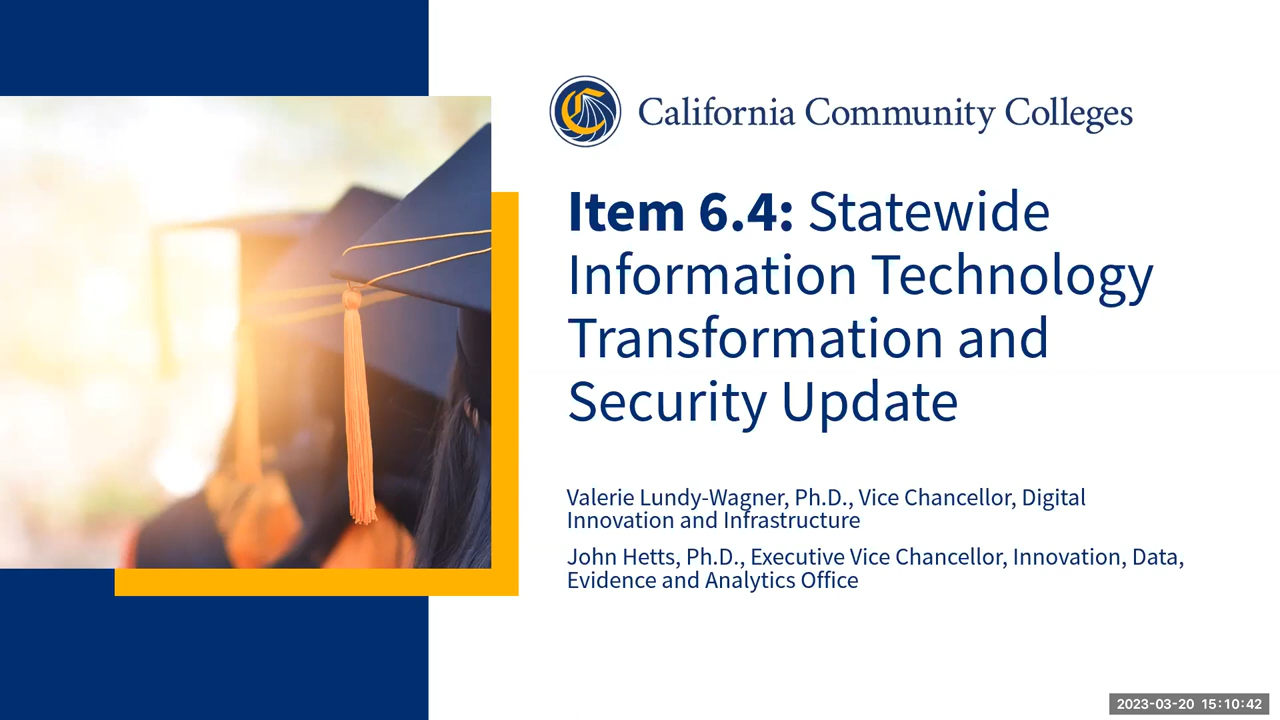 California Community Colleges
Item 6.4: Statewide
Information Technology
Transformation and
Security Update
Valerie Lundy-Wagner, Ph.D., Vice Chancellor, Digital
Innovation and Infrastructure
John Hetts, Ph.D., Executive Vice Chancellor, Innovation, Data,
Evidence and Analytics Office
2023-03-20 15:10:42